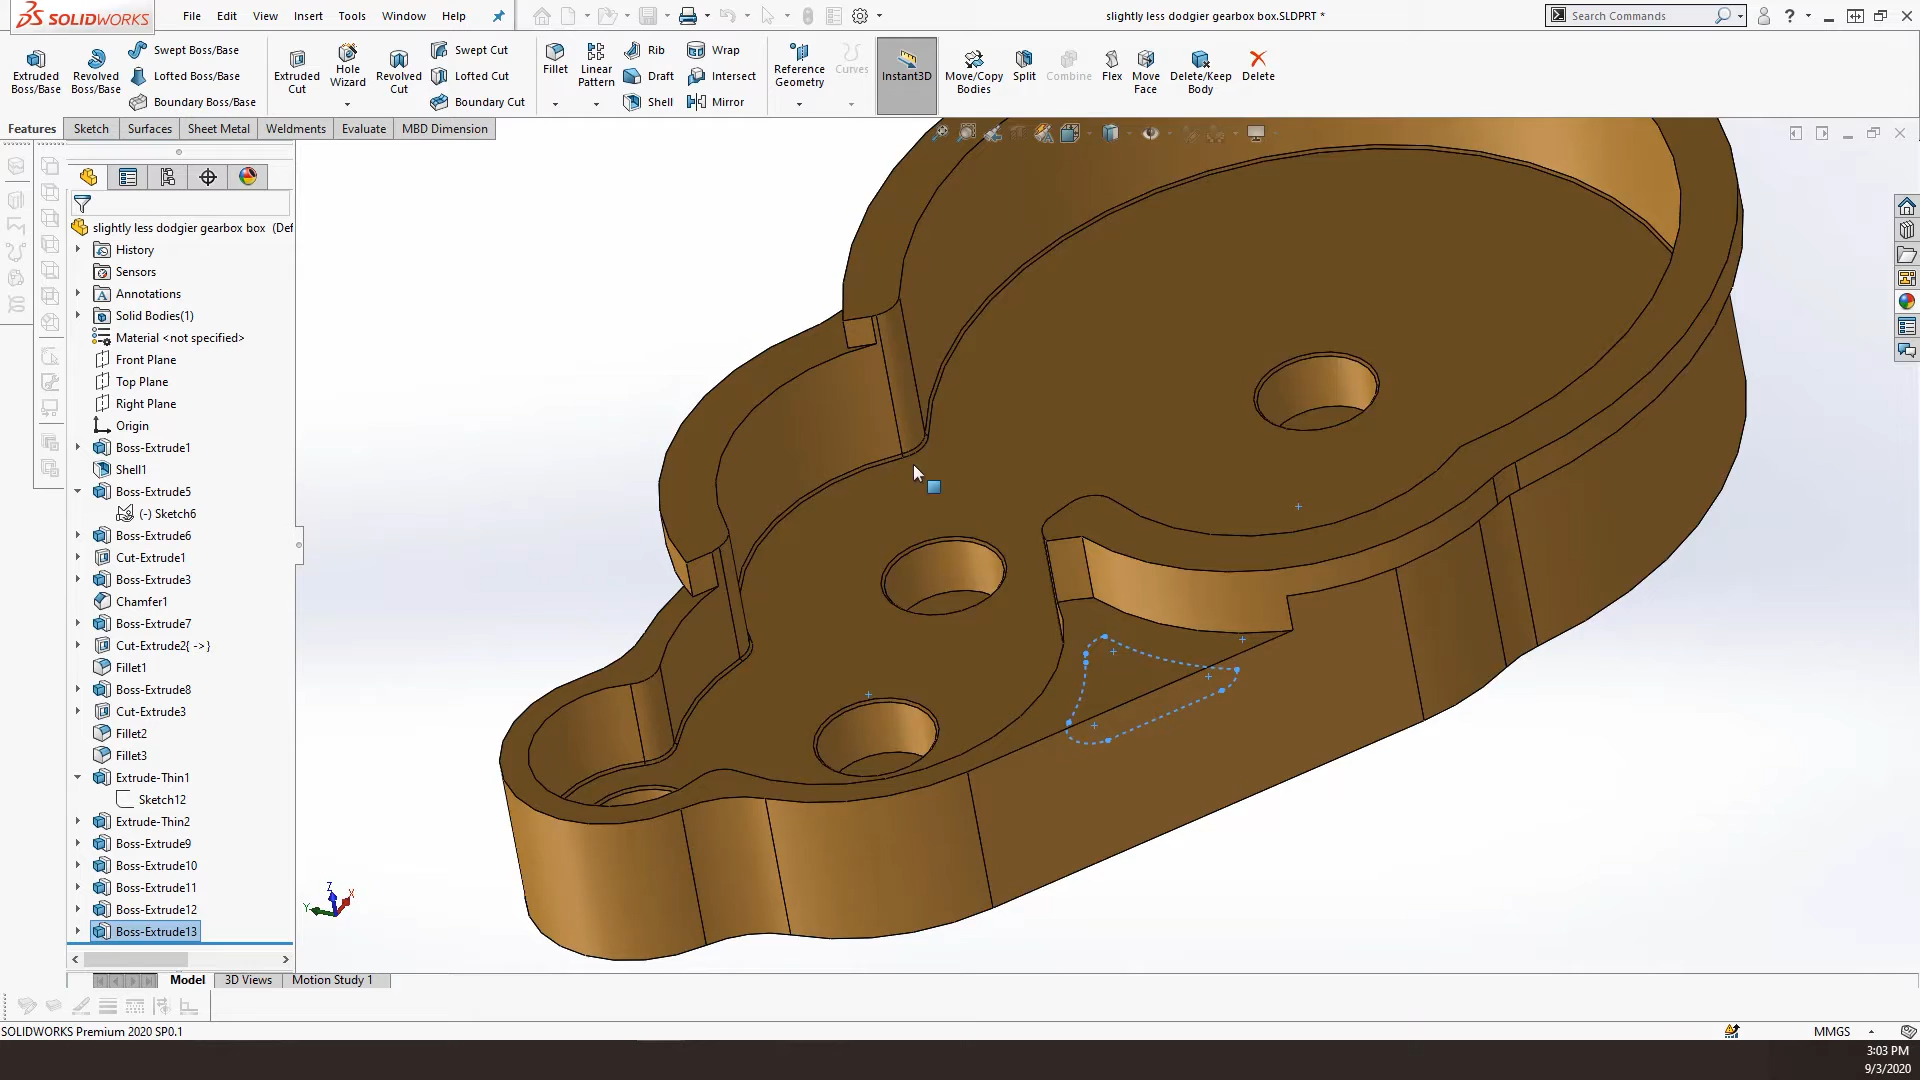 SOLIDWORKS
File Edit View Insert Tools Window Help
slightly less dodgier gearbox box.SLDPRT *
Search Commands
?
Extruded Boss/Base
Revolved Boss/Base
Swept Boss/Base
Lofted Boss/Base
Boundary Boss/Base
Extruded Cut
Hole Wizard
Revolved Cut
Swept Cut
Lofted Cut
Boundary Cut
Fillet
Linear Pattern
Rib
Draft
Shell
Wrap
Intersect
Mirror
Reference Geometry
Curves
Instant3D
Move/Copy Bodies
Split
Combine
Flex
Move Face
Delete/Keep Body
Delete
Features Sketch Surfaces Sheet Metal Weldments Evaluate MBD Dimension
slightly less dodgier gearbox box (Def
History
Sensors
Annotations
Solid Bodies(1)
Material <not specified>
Front Plane
Top Plane
Right Plane
Origin
Boss-Extrude1
Shell1
Boss-Extrude5
(-) Sketch6
Boss-Extrude6
Cut-Extrude1
Boss-Extrude3
Chamfer1
Boss-Extrude7
Cut-Extrude2{ ->}
Fillet1
Boss-Extrude8
Cut-Extrude3
Fillet2
Fillet3
Extrude-Thin1
Sketch12
Extrude-Thin2
Boss-Extrude9
Boss-Extrude10
Boss-Extrude11
Boss-Extrude12
Boss-Extrude13
Z
X
Y
Model 3D Views Motion Study 1
SOLIDWORKS Premium 2020 SP0.1
MMGS
3:03 PM
9/3/2020